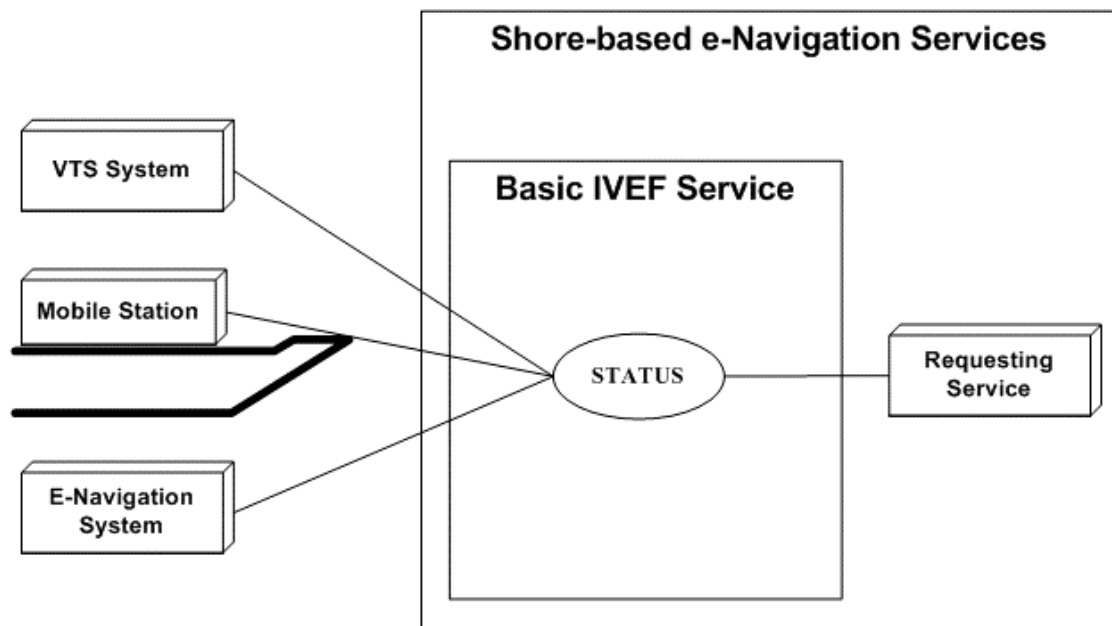 Shore-based e-Navigation Services
VTS System
Basic IVEF Service
Mobile Station
STATUS
Requesting
Service
E-Navigation
System